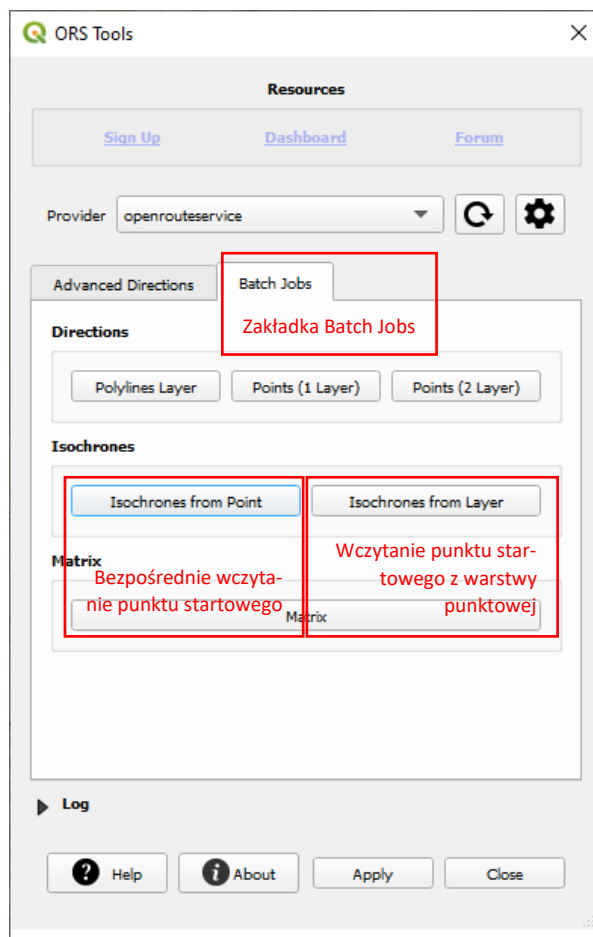 ORS Tools
Resources
Sign Up Dashboard Forum
Provider openrouteservice
Advanced Directions Batch Jobs
Zakładka Batch Jobs
Directions
Polylines Layer Points (1 Layer) Points (2 Layer)
Isochrones
Isochrones from Point Isochrones from Layer
Matrix
Bezpośrednie wczyta-
nie punktu startowego
Wczytanie punktu star-
towego z warstwy
punktowej
Matrix
Log
Help About Apply Close